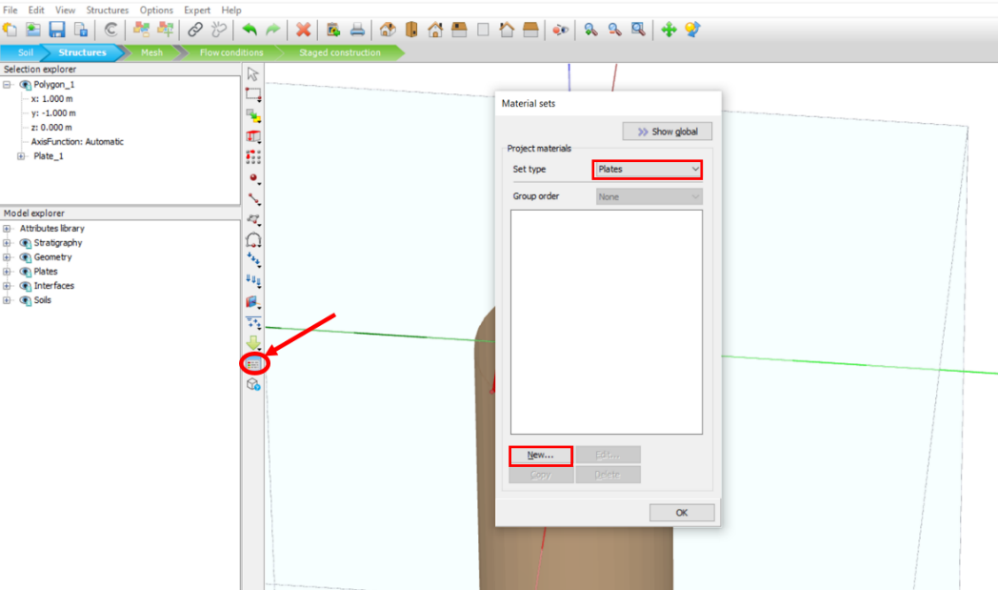 File Edit View Structures Options Expert Help
Soil Structures Mesh Flow conditions Staged construction
Selection explorer
Polygon_1
x: 1.000 m
y: -1.000 m
z: 0.000 m
AxisFunction: Automatic
Plate_1
Model explorer
Attributes library
Stratigraphy
Geometry
Plates
Interfaces
Soils
Material sets
Show global
Project materials
Set type Plates
Group order None
New... Edit...
Copy Delete
OK